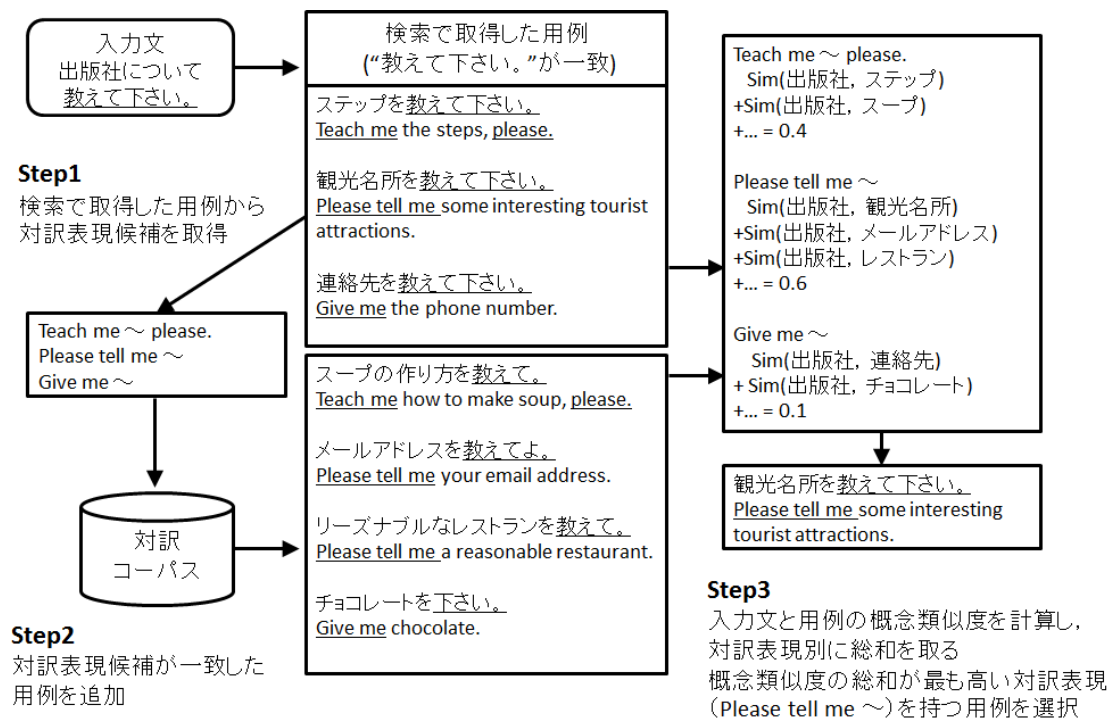 入力文
出版社について
教えて下さい。
検索で取得した用例
(“教えて下さい。”が一致)
ステップを教えて下さい。
Teach me the steps, please.
観光名所を教えて下さい。
Please tell me some interesting tourist
attractions.
連絡先を教えて下さい。
Give me the phone number.
Step1
検索で取得した用例から
対訳表現候補を取得
Teach me ～ please.
Please tell me ～
Give me ～
対訳
コーパス
Step2
対訳表現候補が一致した
用例を追加
スープの作り方を教えて。
Teach me how to make soup, please.
メールアドレスを教えてよ。
Please tell me your email address.
リーズナブルなレストランを教えて。
Please tell me a reasonable restaurant.
チョコレートを下さい。
Give me chocolate.
Teach me ～ please.
Sim(出版社, ステップ)
+Sim(出版社, スープ)
+... = 0.4
Please tell me ～
Sim(出版社, 観光名所)
+Sim(出版社, メールアドレス)
+Sim(出版社, レストラン)
+... = 0.6
Give me ～
Sim(出版社, 連絡先)
+ Sim(出版社, チョコレート)
+... = 0.1
観光名所を教えて下さい。
Please tell me some interesting
tourist attractions.
Step3
入力文と用例の概念類似度を計算し,
対訳表現別に総和を取る
概念類似度の総和が最も高い対訳表現
(Please tell me ～)を持つ用例を選択